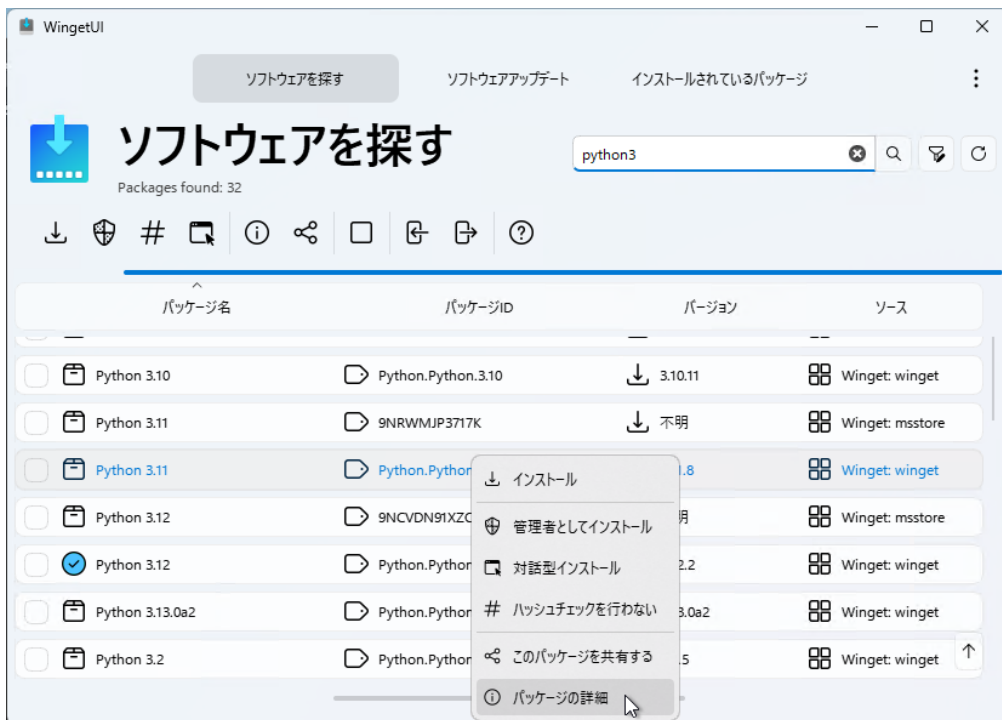 WingetUI
ソフトウェアを探す ソフトウェアアップデート インストールされているパッケージ
ソフトウェアを探す
python3
Packages found: 32
パッケージ名 パッケージID バージョン ソース
Python 3.10 Python.Python.3.10 3.10.11 Winget: winget
Python 3.11 9NRWMJP3717K 不明 Winget: msstore
Python 3.11 Python.Python 1.8 Winget: winget
Python 3.12 9NCVDN91XZC 明 Winget: msstore
Python 3.12 Python.Python 2.2 Winget: winget
Python 3.13.0a2 Python.Python 3.0a2 Winget: winget
Python 3.2 Python.Python .5 Winget: winget
インストール
管理者としてインストール
対話型インストール
ハッシュチェックを行わない
このパッケージを共有する
パッケージの詳細